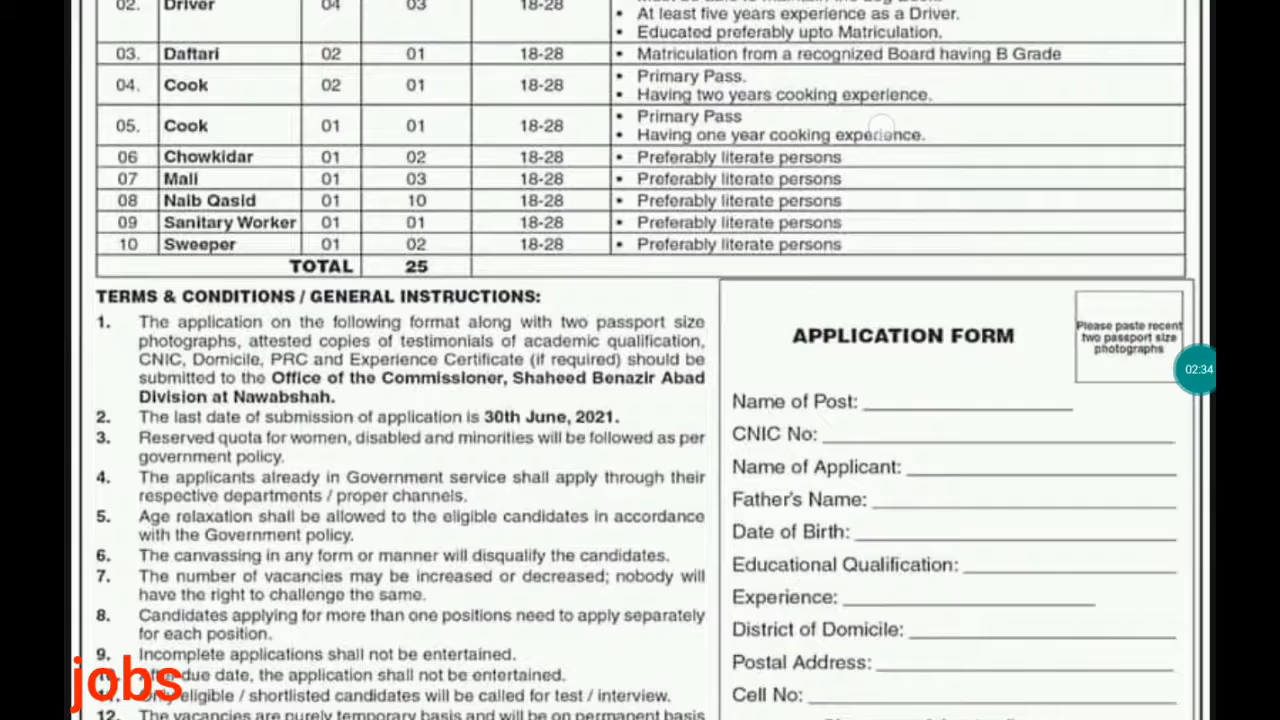 02. Driver 04 03 18-28
• At least five years experience as a Driver.
• Educated preferably upto Matriculation.
03. Daftari 02 01 18-28 • Matriculation from a recognized Board having B Grade
04. Cook 02 01 18-28 • Primary Pass.
• Having two years cooking experience.
05. Cook 01 01 18-28 • Primary Pass
• Having one year cooking experience.
06 Chowkidar 01 02 18-28 • Preferably literate persons
07 Mali 01 03 18-28 • Preferably literate persons
08 Naib Qasid 01 10 18-28 • Preferably literate persons
09 Sanitary Worker 01 01 18-28 • Preferably literate persons
10 Sweeper 01 02 18-28 • Preferably literate persons
TOTAL 25
TERMS & CONDITIONS / GENERAL INSTRUCTIONS:
1. The application on the following format along with two passport size
photographs, attested copies of testimonials of academic qualification,
CNIC, Domicile, PRC and Experience Certificate (if required) should be
submitted to the Office of the Commissioner, Shaheed Benazir Abad
Division at Nawabshah.
2. The last date of submission of application is 30th June, 2021.
3. Reserved quota for women, disabled and minorities will be followed as per
government policy.
4. The applicants already in Government service shall apply through their
respective departments / proper channels.
5. Age relaxation shall be allowed to the eligible candidates in accordance
with the Government policy.
6. The canvassing in any form or manner will disqualify the candidates.
7. The number of vacancies may be increased or decreased; nobody will
have the right to challenge the same.
8. Candidates applying for more than one positions need to apply separately
for each position.
9. Incomplete applications shall not be entertained.
due date, the application shall not be entertained.
eligible / shortlisted candidates will be called for test / interview.
12. The vacancies are purely temporary basis and will be on permanent basis
jobs
APPLICATION FORM
Please paste recent
two passport size
photographs
02:34
Name of Post:
CNIC No:
Name of Applicant:
Father's Name:
Date of Birth:
Educational Qualification:
Experience:
District of Domicile:
Postal Address:
Cell No: